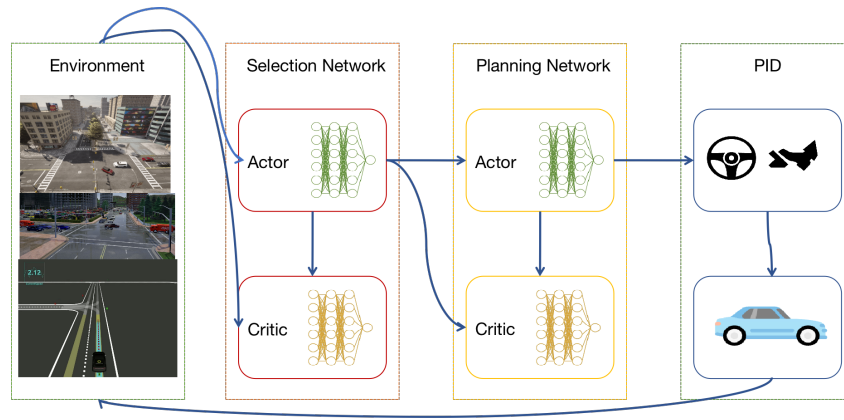 Environment
Selection Network
Planning Network
PID
Actor
Actor
2.13
Critic
Critic